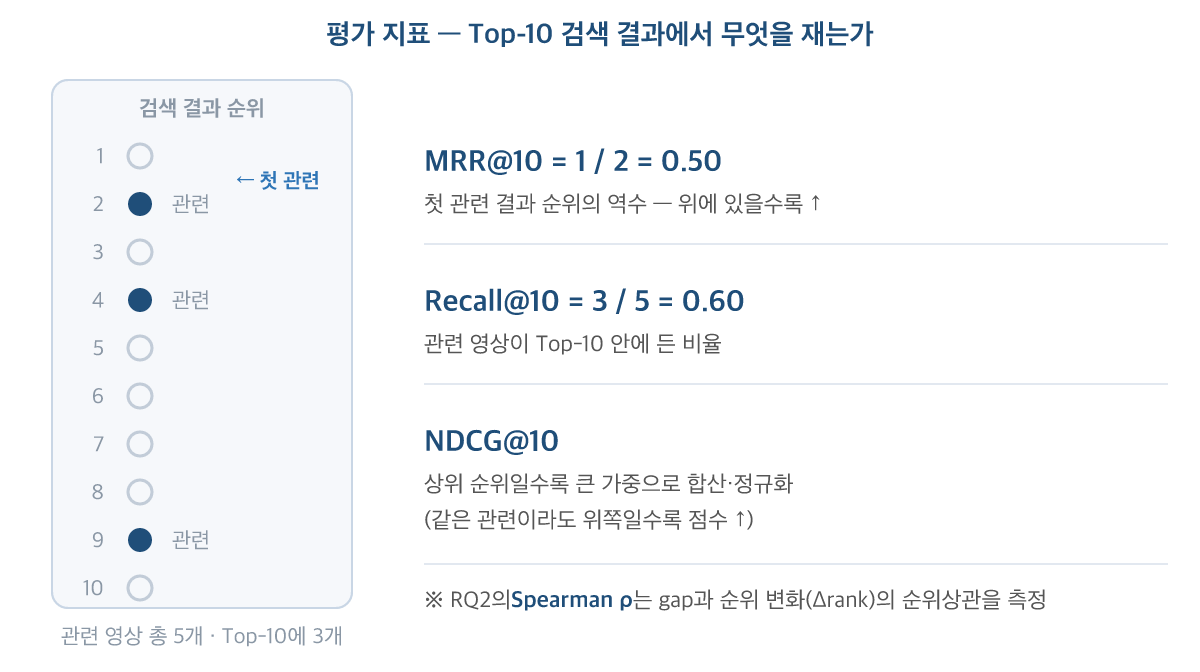 평가 지표 — Top-10 검색 결과에서 무엇을 재는가
검색 결과 순위
1
← 첫 관련
2 관련
3
4 관련
5
6
7
8
9 관련
10
관련 영상 총 5개 · Top-10에 3개
MRR@10 = 1 / 2 = 0.50
첫 관련 결과 순위의 역수 — 위에 있을수록 ↑
Recall@10 = 3 / 5 = 0.60
관련 영상이 Top-10 안에 든 비율
NDCG@10
상위 순위일수록 큰 가중으로 합산·정규화
(같은 관련이라도 위쪽일수록 점수 ↑)
※ RQ2의Spearman ρ는 gap과 순위 변화(Δrank)의 순위상관을 측정